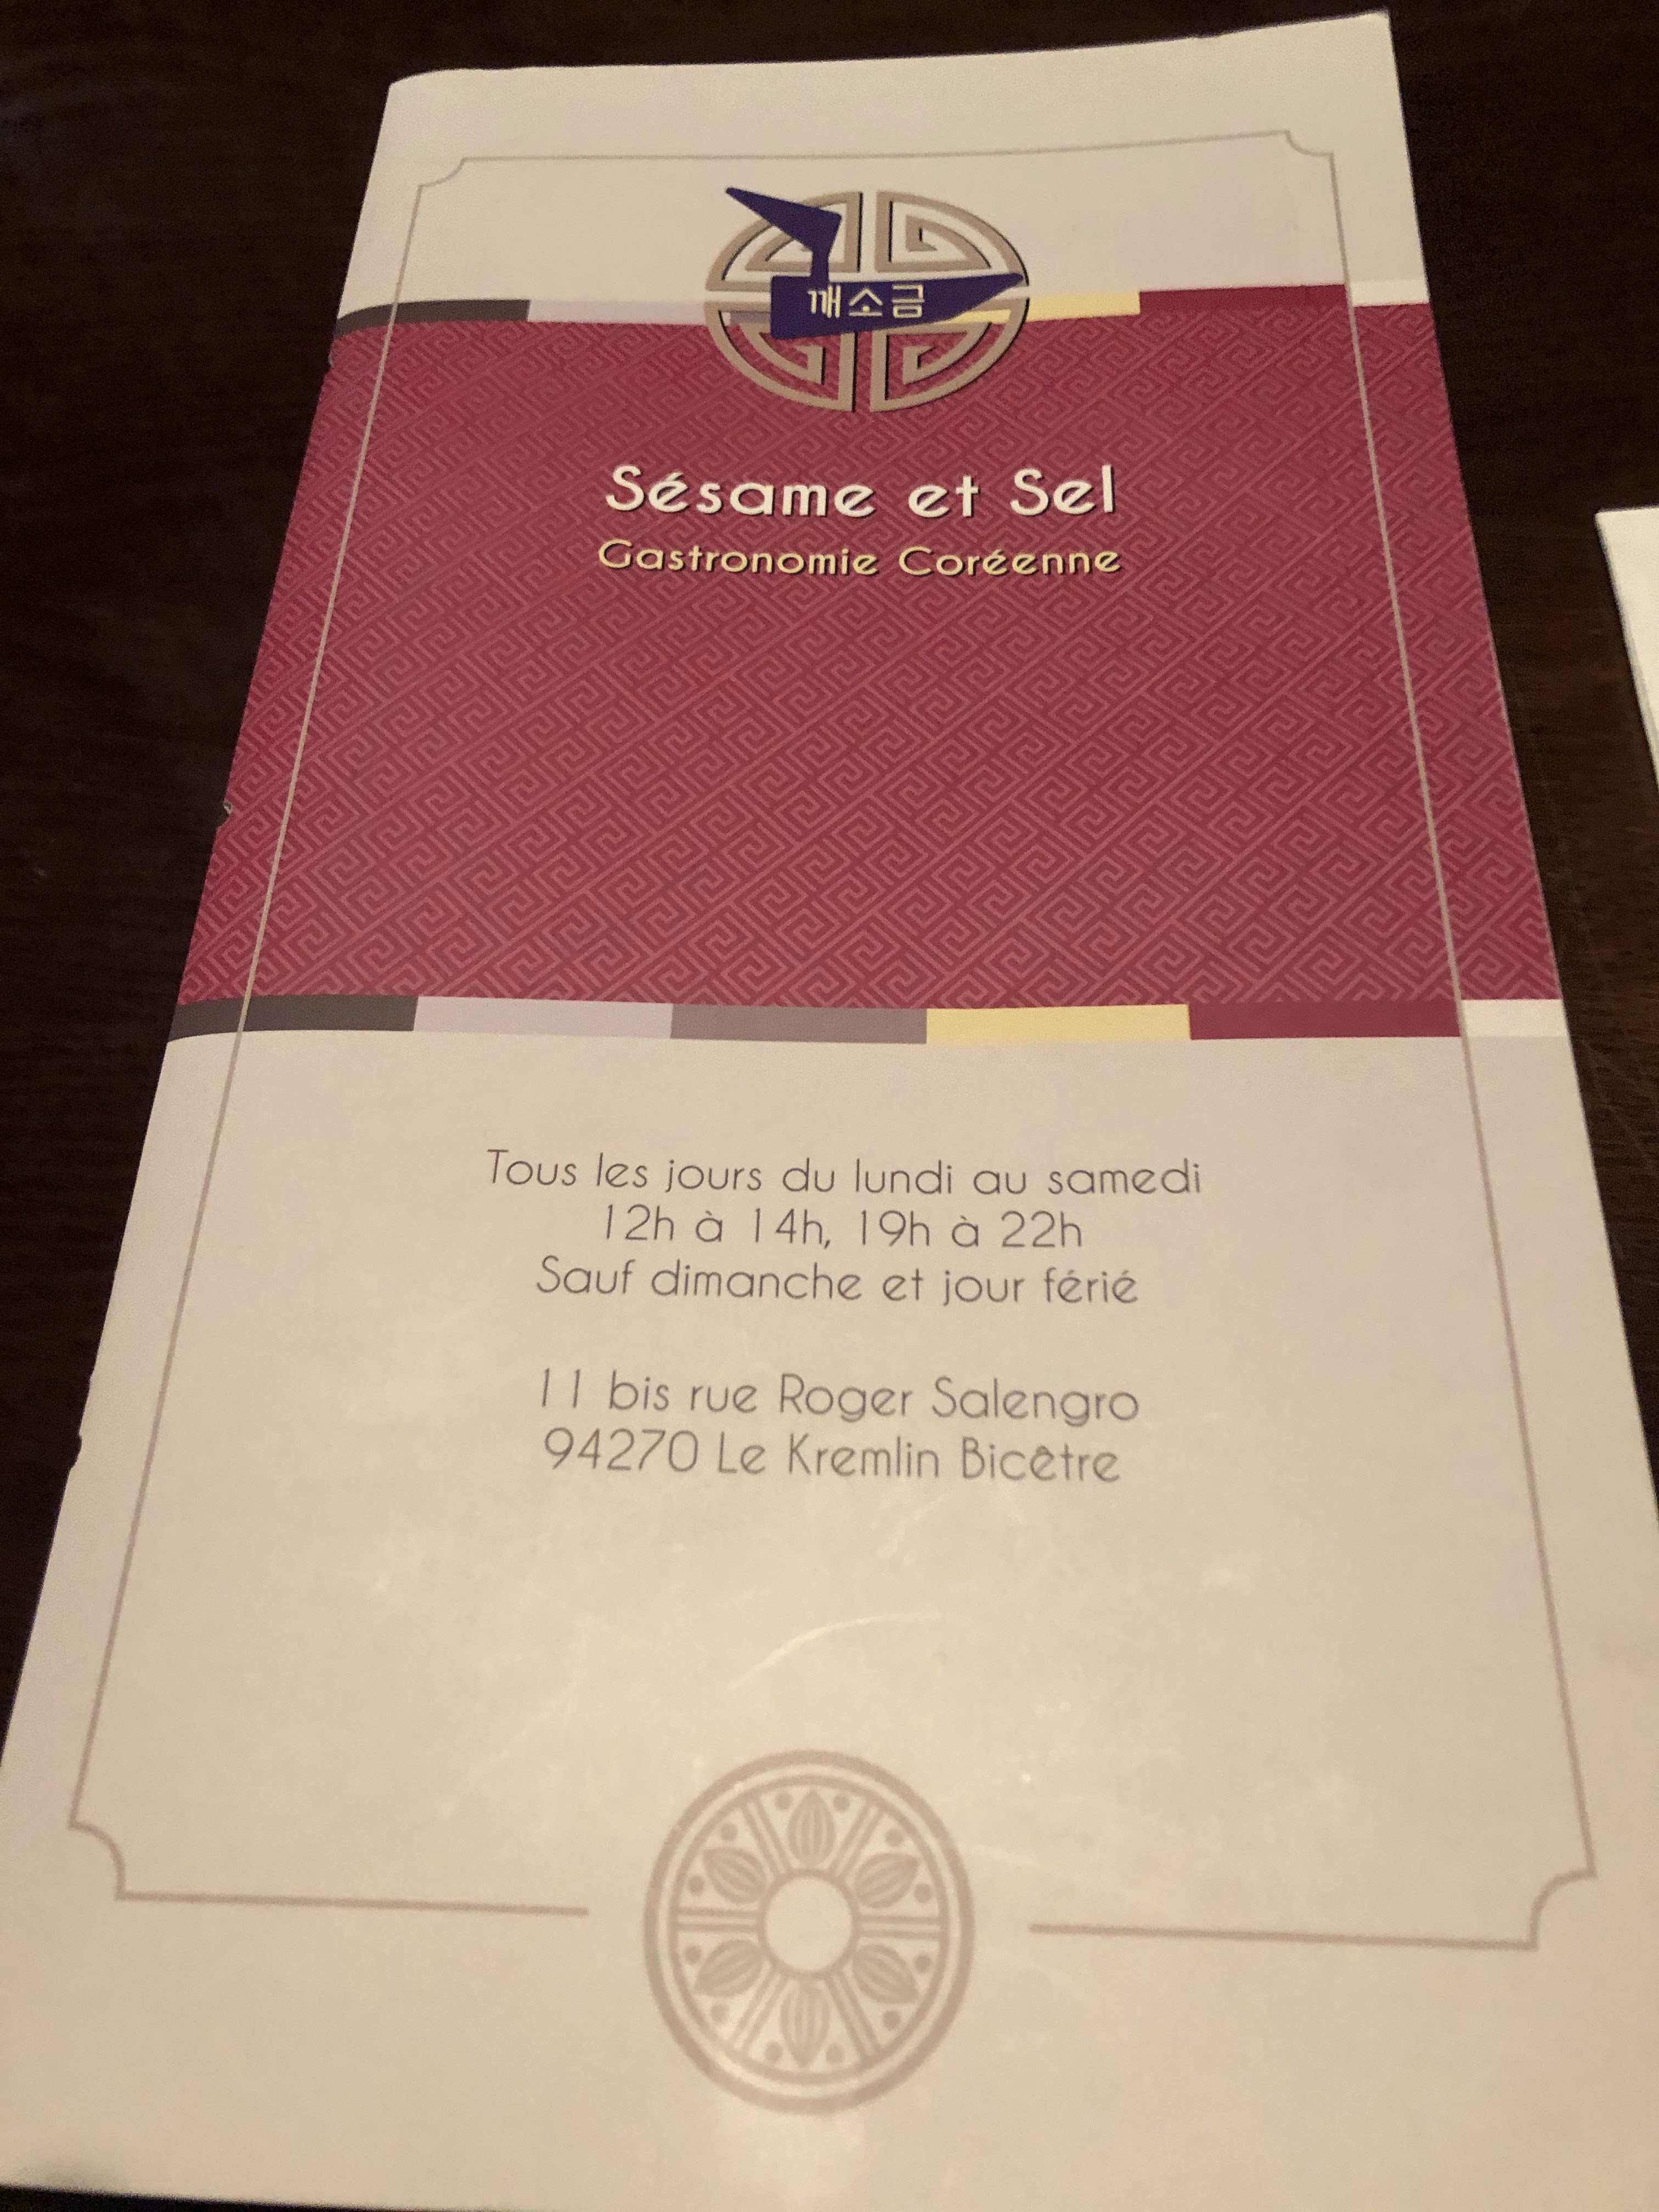 깨소금
Sésame et Sel
Gastronomie Coréenne
Tous les jours du lundi au samedi
12h à 14h, 19h à 22h
Sauf dimanche et jour férié
11 bis rue Roger Salengro
94270 Le Kremlin Bicêtre